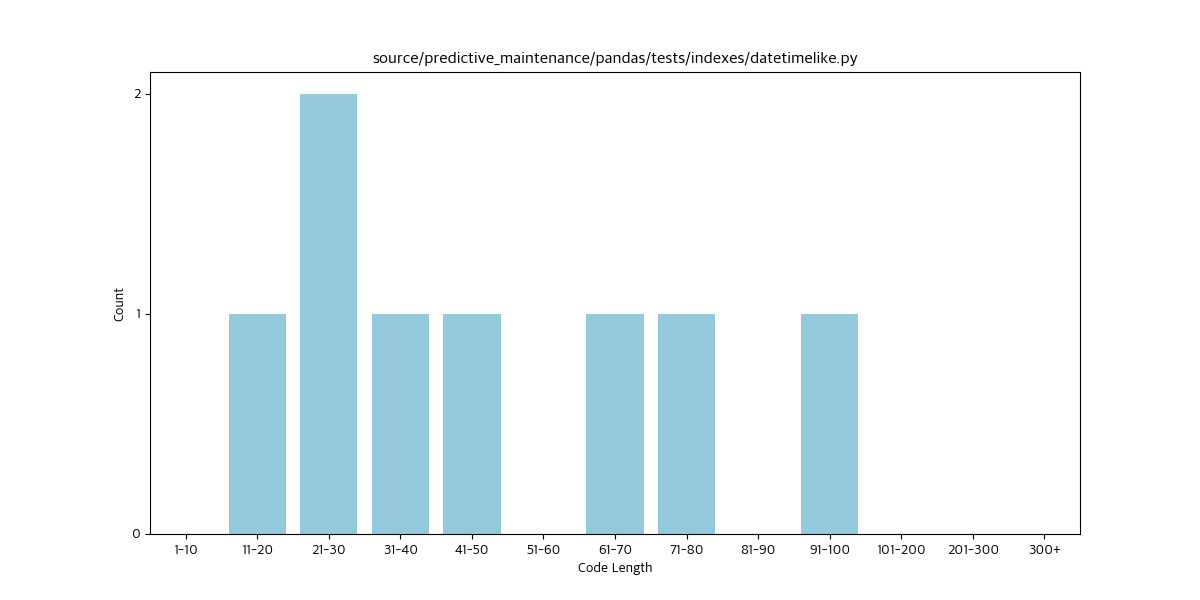 source/predictive_maintenance/pandas/tests/indexes/datetimelike.py
2
1
0
Count
1-10 11-20 21-30 31-40 41-50 51-60 61-70 71-80 81-90 91-100 101-200 201-300 300+
Code Length